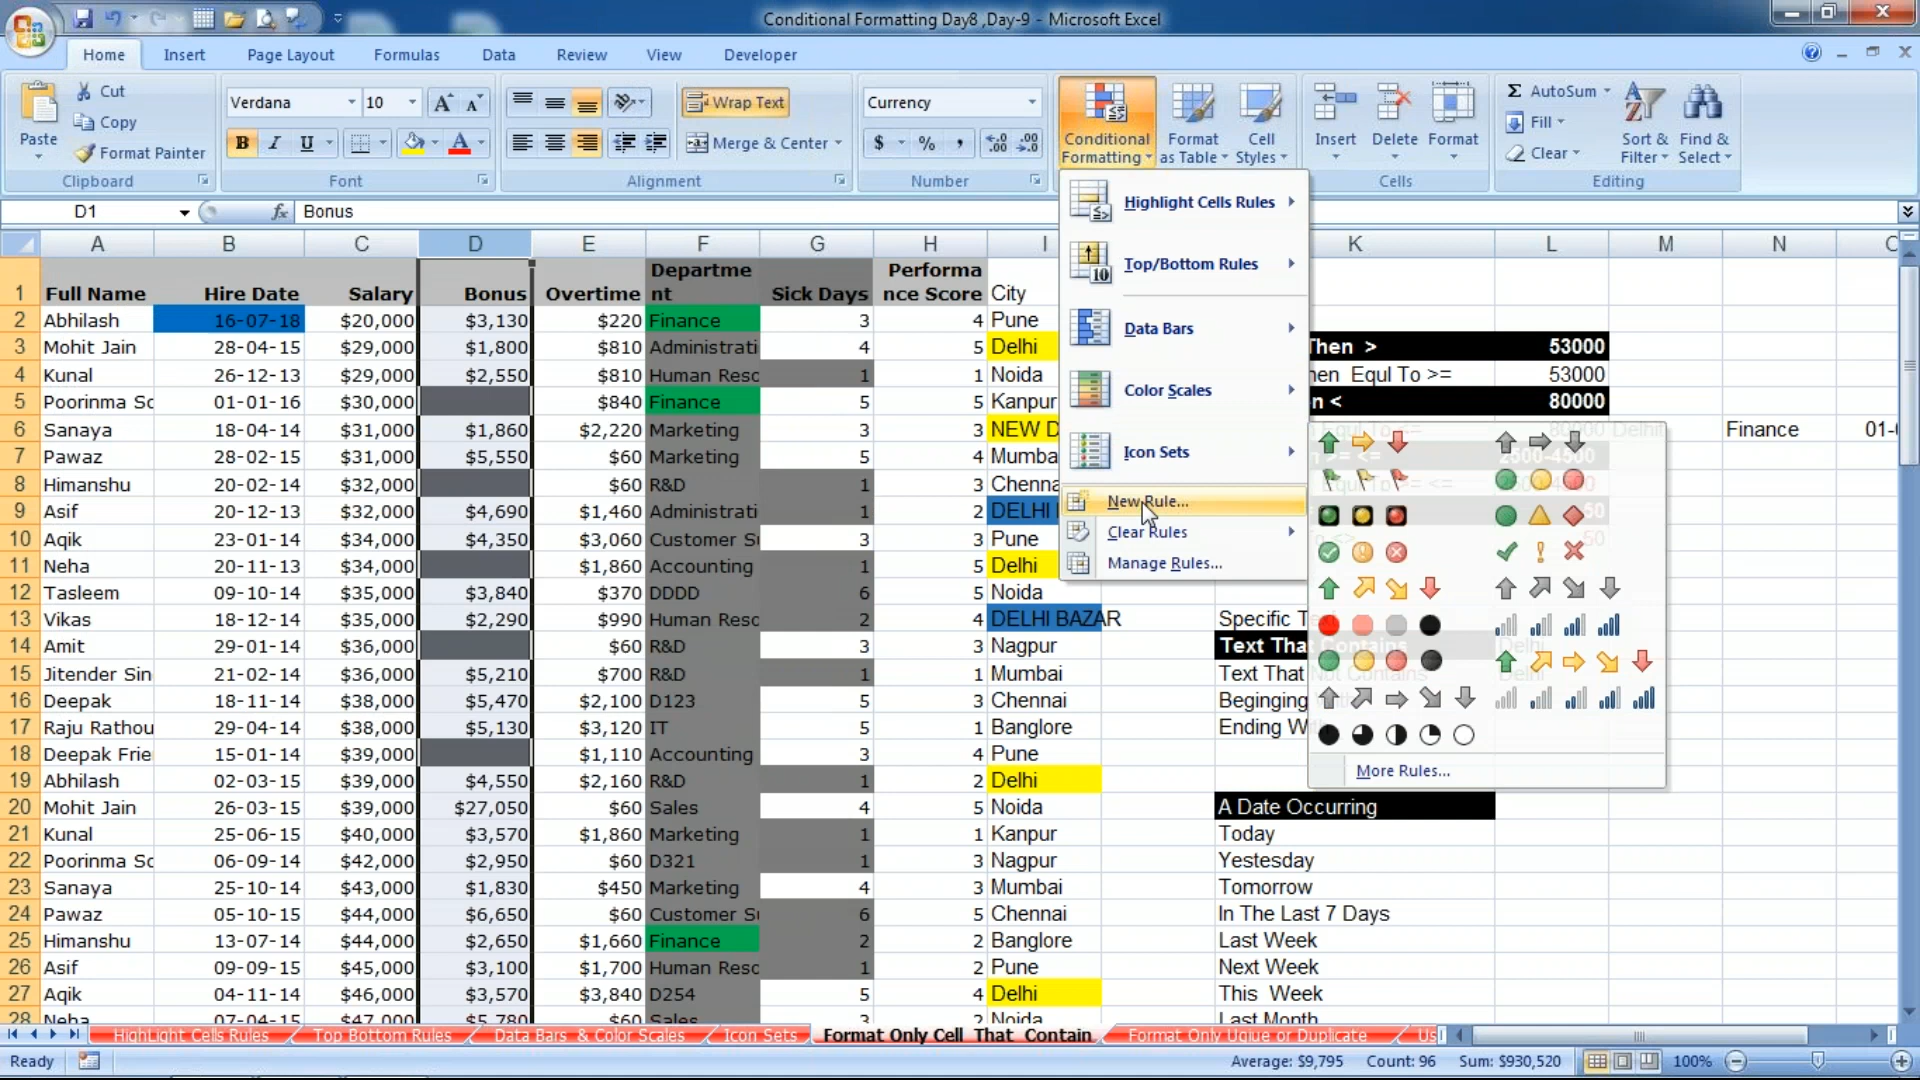 Conditional Formatting Day8 ,Day-9 - Microsoft Excel
Home Insert Page Layout Formulas Data Review View Developer
Cut
Copy
Format Painter
Paste
Clipboard
Verdana 10
B I U
Font
Wrap Text
Merge & Center
Alignment
Currency
$ % ,
Number
Conditional Formatting
Format as Table
Cell Styles
Insert Delete Format
Cells
AutoSum
Fill
Clear
Sort & Filter
Find & Select
Editing
D1 fx Bonus
A B C D E F G H I K L M N
1 Full Name Hire Date Salary Bonus Overtime Department Sick Days Performance Score City
2 Abhilash 16-07-18 $20,000 $3,130 $220 Finance 3 4 Pune
3 Mohit Jain 28-04-15 $29,000 $1,800 $810 Administrati 4 5 Delhi Then > 53000
4 Kunal 26-12-13 $29,000 $2,550 $810 Human Resc 1 1 Noida hen Equl To >= 53000
5 Poorinma Sc 01-01-16 $30,000 $840 Finance 5 5 Kanpur n < 80000
6 Sanaya 18-04-14 $31,000 $1,860 $2,220 Marketing 3 3 NEW D Finance
7 Pawaz 28-02-15 $31,000 $5,550 $60 Marketing 4 4 Mumba
8 Himanshu 20-02-14 $32,000 $60 R&D 1 3 Chenna
9 Asif 20-12-13 $32,000 $4,690 $1,460 Administrati 1 2 DELHI
10 Aqik 23-01-14 $34,000 $4,350 $3,060 Customer S 3 3 Pune
11 Neha 20-11-13 $34,000 $1,860 Accounting 1 5 Delhi
12 Tasleem 09-10-14 $35,000 $3,840 $370 DDDD 6 5 Noida
13 Vikas 18-12-14 $35,000 $2,290 $990 Human Resc 2 4 DELHI BAZAR Specific T
14 Amit 29-01-14 $36,000 $60 R&D 3 3 Nagpur Text That Contains
15 Jitender Sin 21-02-14 $36,000 $5,210 $700 R&D 1 1 Mumbai Text That Not Contains
16 Deepak 18-11-14 $38,000 $5,470 $2,100 D123 5 3 Chennai Beginging
17 Raju Rathou 29-04-14 $38,000 $5,130 $3,120 IT 5 1 Banglore Ending W
18 Deepak Frie 15-01-14 $39,000 $1,110 Accounting 3 4 Pune
19 Abhilash 02-03-15 $39,000 $4,550 $2,160 R&D 1 2 Delhi
20 Mohit Jain 26-03-15 $39,000 $27,050 $60 Sales 4 5 Noida A Date Occurring
21 Kunal 25-06-15 $40,000 $3,570 $1,860 Marketing 1 1 Kanpur Today
22 Poorinma Sc 06-09-14 $42,000 $2,950 $60 D321 1 3 Nagpur Yestesday
23 Sanaya 25-10-14 $43,000 $1,830 $450 Marketing 4 3 Mumbai Tomorrow
24 Pawaz 05-10-15 $44,000 $6,650 $60 Customer S 6 5 Chennai In The Last 7 Days
25 Himanshu 13-07-14 $44,000 $2,650 $1,660 Finance 2 2 Banglore Last Week
26 Asif 09-09-15 $45,000 $3,100 $1,700 Human Resc 1 2 Pune Next Week
27 Aqik 04-11-14 $46,000 $3,570 $3,840 D254 5 4 Delhi This Week
28 Neha 07-04-15 $47,000 $5,780 $60 Sales 3 2 Noida Last Month
Highlight Cells Rules
Top/Bottom Rules
Data Bars
Color Scales
Icon Sets
New Rule...
Clear Rules
Manage Rules...
More Rules...
HighLight Cells Rules Top Bottom Rules Data Bars & Color Scales Icon Sets Format Only Cell That Contain Format Only Uqiue or Duplicate Us
Ready Average: $9,795 Count: 96 Sum: $930,520 100%